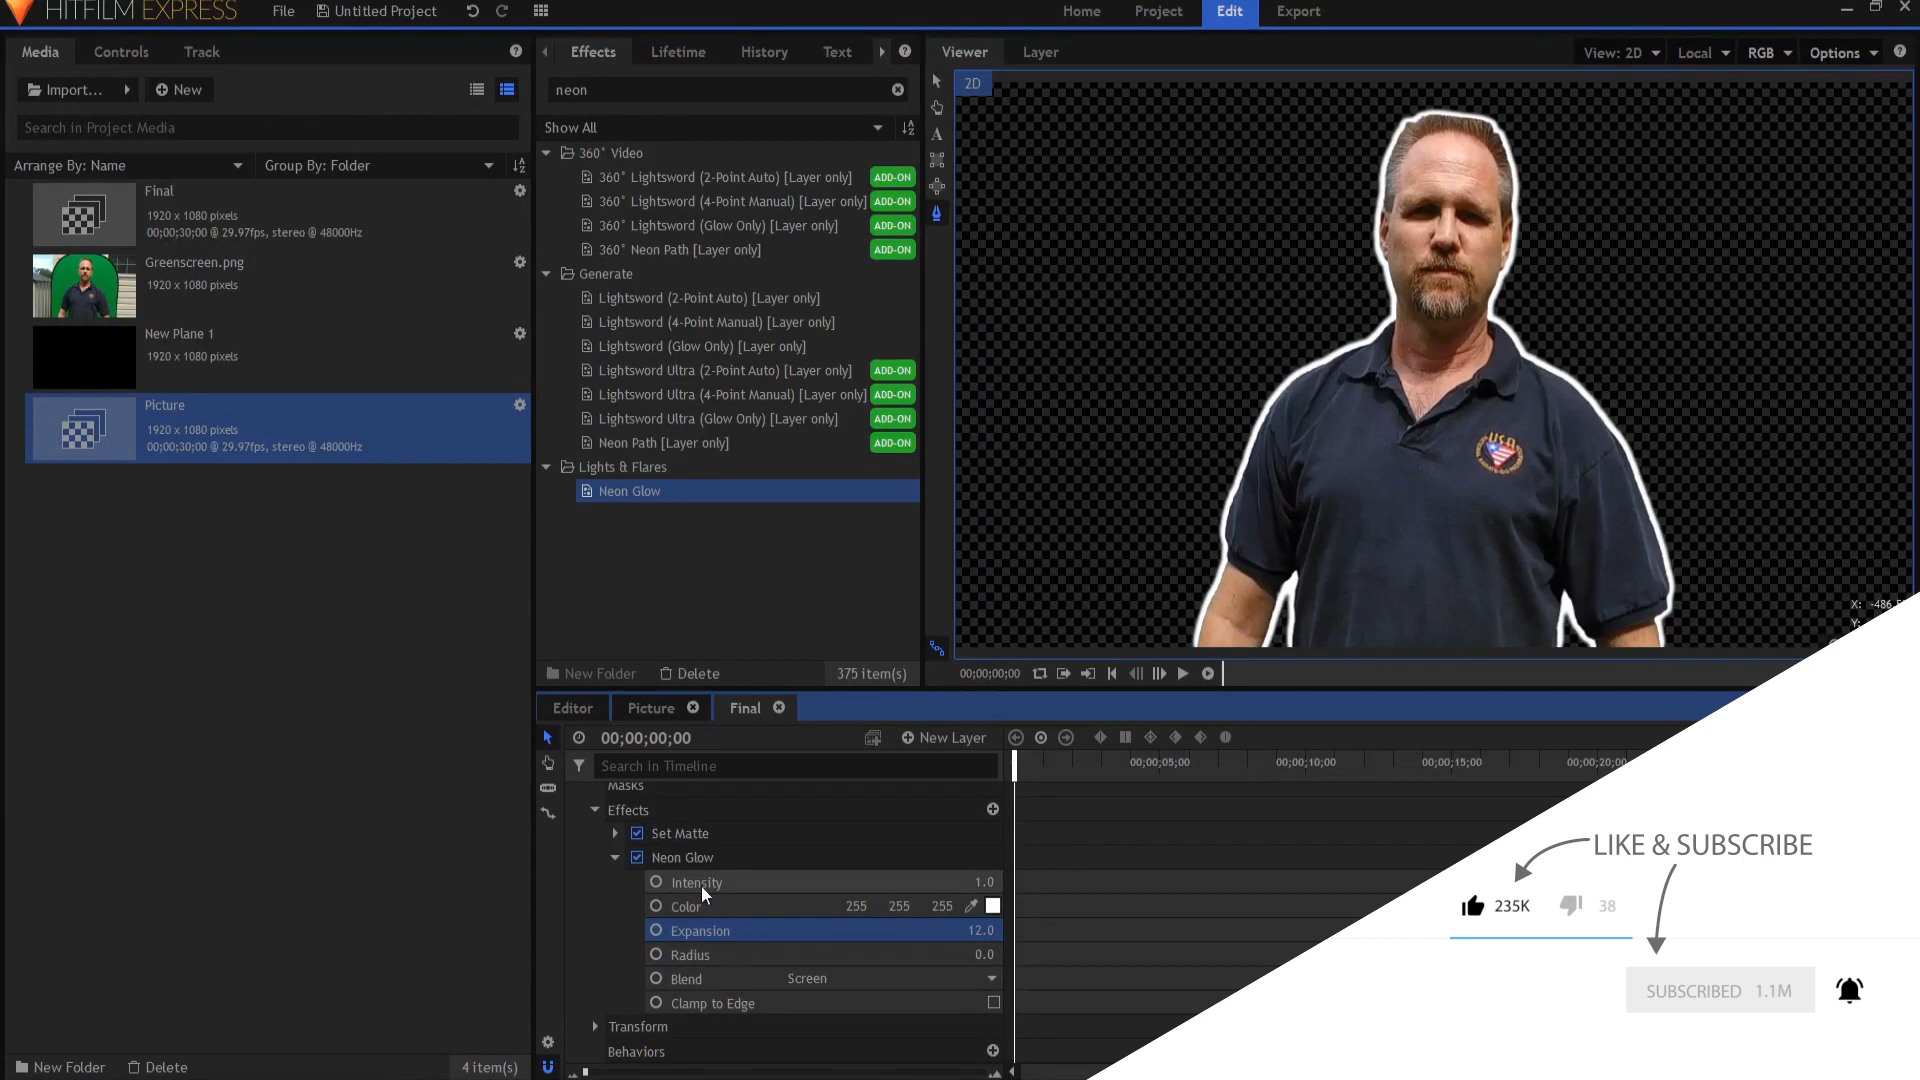 HITFILM EXPRESS
File
Untitled Project
Home
Project
Edit
Export
Media
Controls
Track
Import...
New
Search in Project Media
Arrange By: Name
Group By: Folder
Final
1920 x 1080 pixels
00;00;30;00 @ 29.97fps, stereo @ 48000Hz
Greenscreen.png
1920 x 1080 pixels
New Plane 1
1920 x 1080 pixels
Picture
1920 x 1080 pixels
00;00;30;00 @ 29.97fps, stereo @ 48000Hz
New Folder
Delete
4 item(s)
Effects
Lifetime
History
Text
neon
Show All
360° Video
360° Lightsword (2-Point Auto) [Layer only] ADD-ON
360° Lightsword (4-Point Manual) [Layer only] ADD-ON
360° Lightsword (Glow Only) [Layer only] ADD-ON
360° Neon Path [Layer only] ADD-ON
Generate
Lightsword (2-Point Auto) [Layer only]
Lightsword (4-Point Manual) [Layer only]
Lightsword (Glow Only) [Layer only]
Lightsword Ultra (2-Point Auto) [Layer only] ADD-ON
Lightsword Ultra (4-Point Manual) [Layer only] ADD-ON
Lightsword Ultra (Glow Only) [Layer only] ADD-ON
Neon Path [Layer only] ADD-ON
Lights & Flares
Neon Glow
New Folder
Delete
375 item(s)
Viewer
Layer
View: 2D
Local
RGB
Options
2D
USA
X: -486
Y:
00;00;00;00
Editor
Picture
Final
00;00;00;00
New Layer
Search in Timeline
00;00;05;00
00;00;10;00
00;00;15;00
00;00;20;00
Masks
Effects
Set Matte
Neon Glow
Intensity 1.0
Color 255 255 255
Expansion 12.0
Radius 0.0
Blend Screen
Clamp to Edge
Transform
Behaviors
LIKE & SUBSCRIBE
235K
38
SUBSCRIBED 1.1M